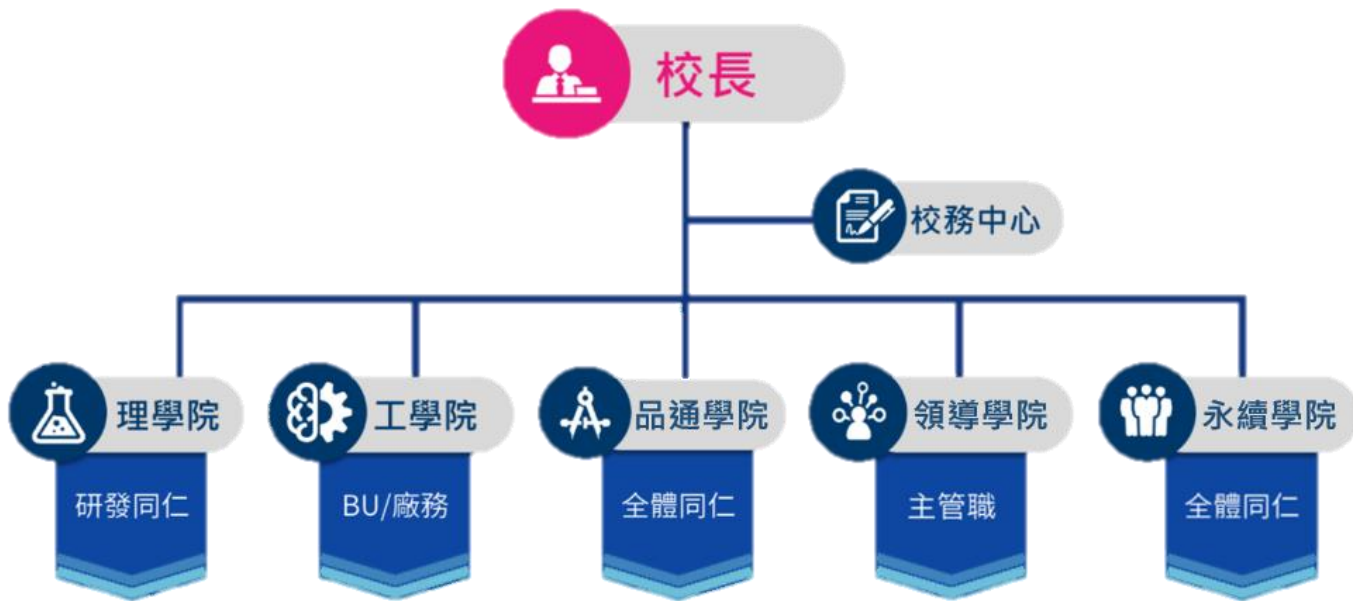 校長
校務中心
理學院
工學院
品通學院
領導學院
永續學院
研發同仁
BU/廠務
全體同仁
主管職
全體同仁